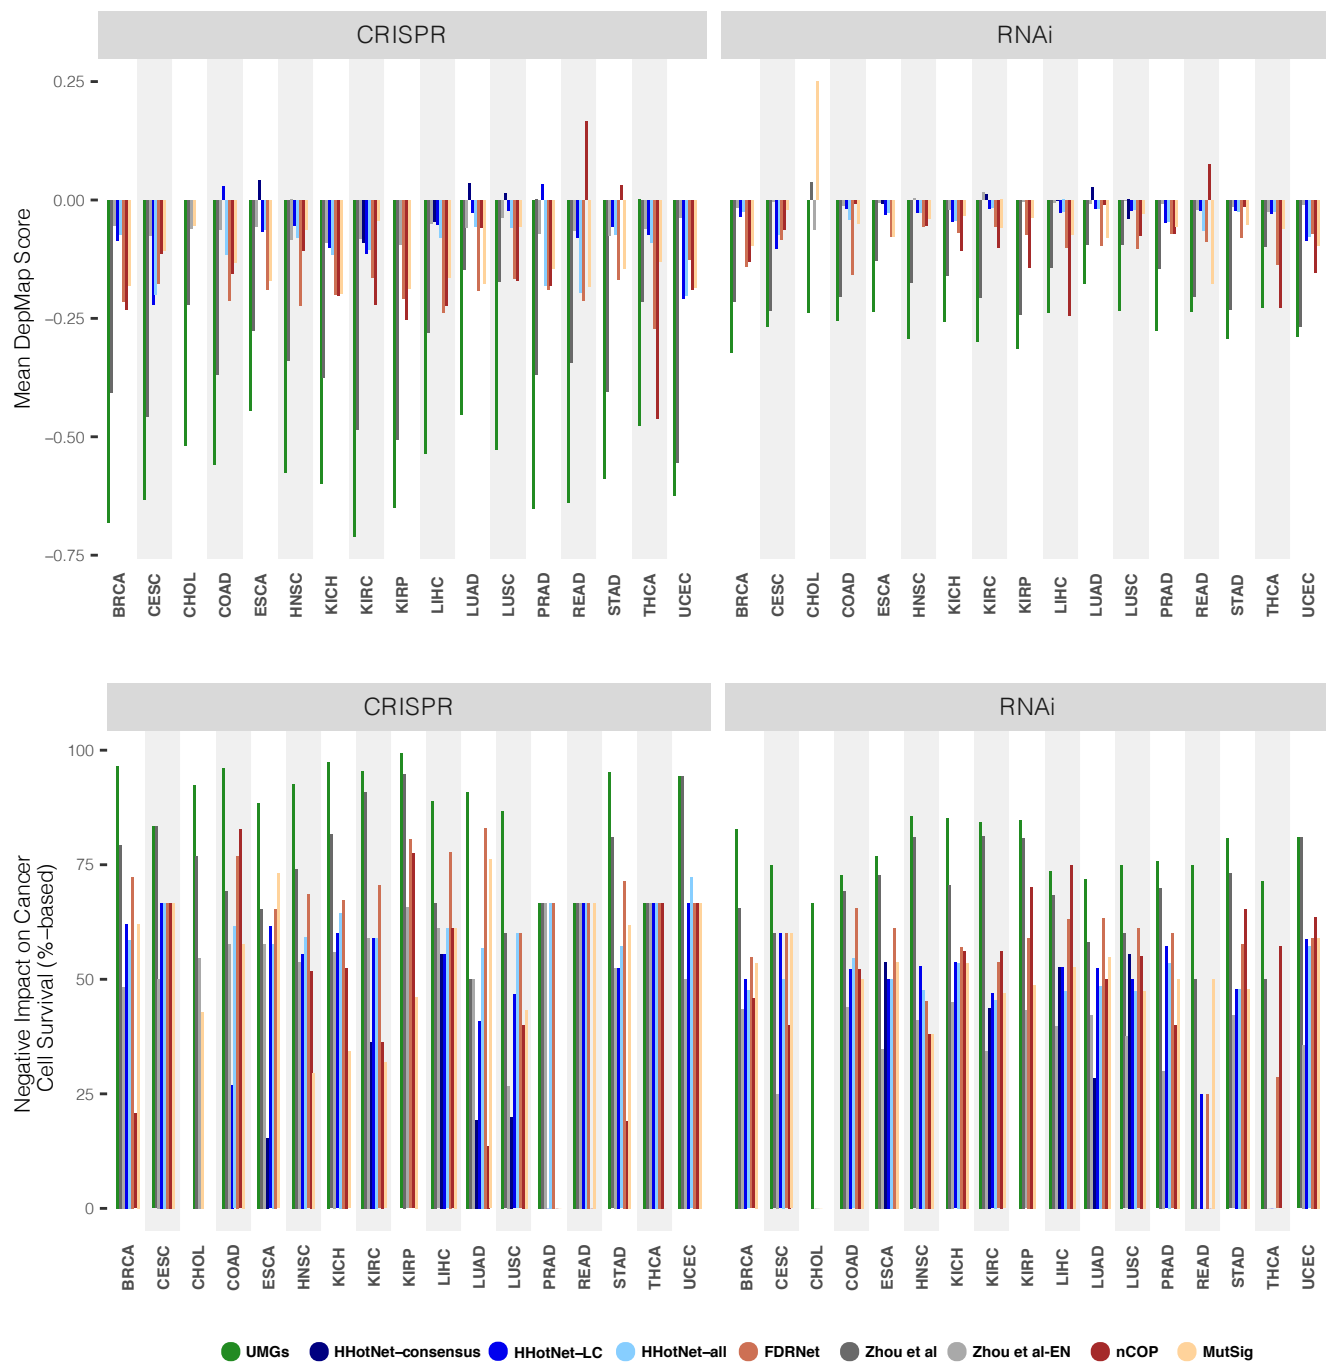 CRISPR
RNAi
Mean DepMap Score
0.25
0.00
−0.25
−0.50
−0.75
BRCA CESC CHOL COAD ESCA HNSC KICH KIRC KIRP LIHC LUAD LUSC PRAD READ STAD THCA UCEC
BRCA CESC CHOL COAD ESCA HNSC KICH KIRC KIRP LIHC LUAD LUSC PRAD READ STAD THCA UCEC
CRISPR
RNAi
Negative Impact on Cancer
Cell Survival (%−based)
100
75
50
25
0
BRCA CESC CHOL COAD ESCA HNSC KICH KIRC KIRP LIHC LUAD LUSC PRAD READ STAD THCA UCEC
BRCA CESC CHOL COAD ESCA HNSC KICH KIRC KIRP LIHC LUAD LUSC PRAD READ STAD THCA UCEC
UMGs HHotNet−consensus HHotNet−LC HHotNet−all FDRNet Zhou et al Zhou et al-EN nCOP MutSig